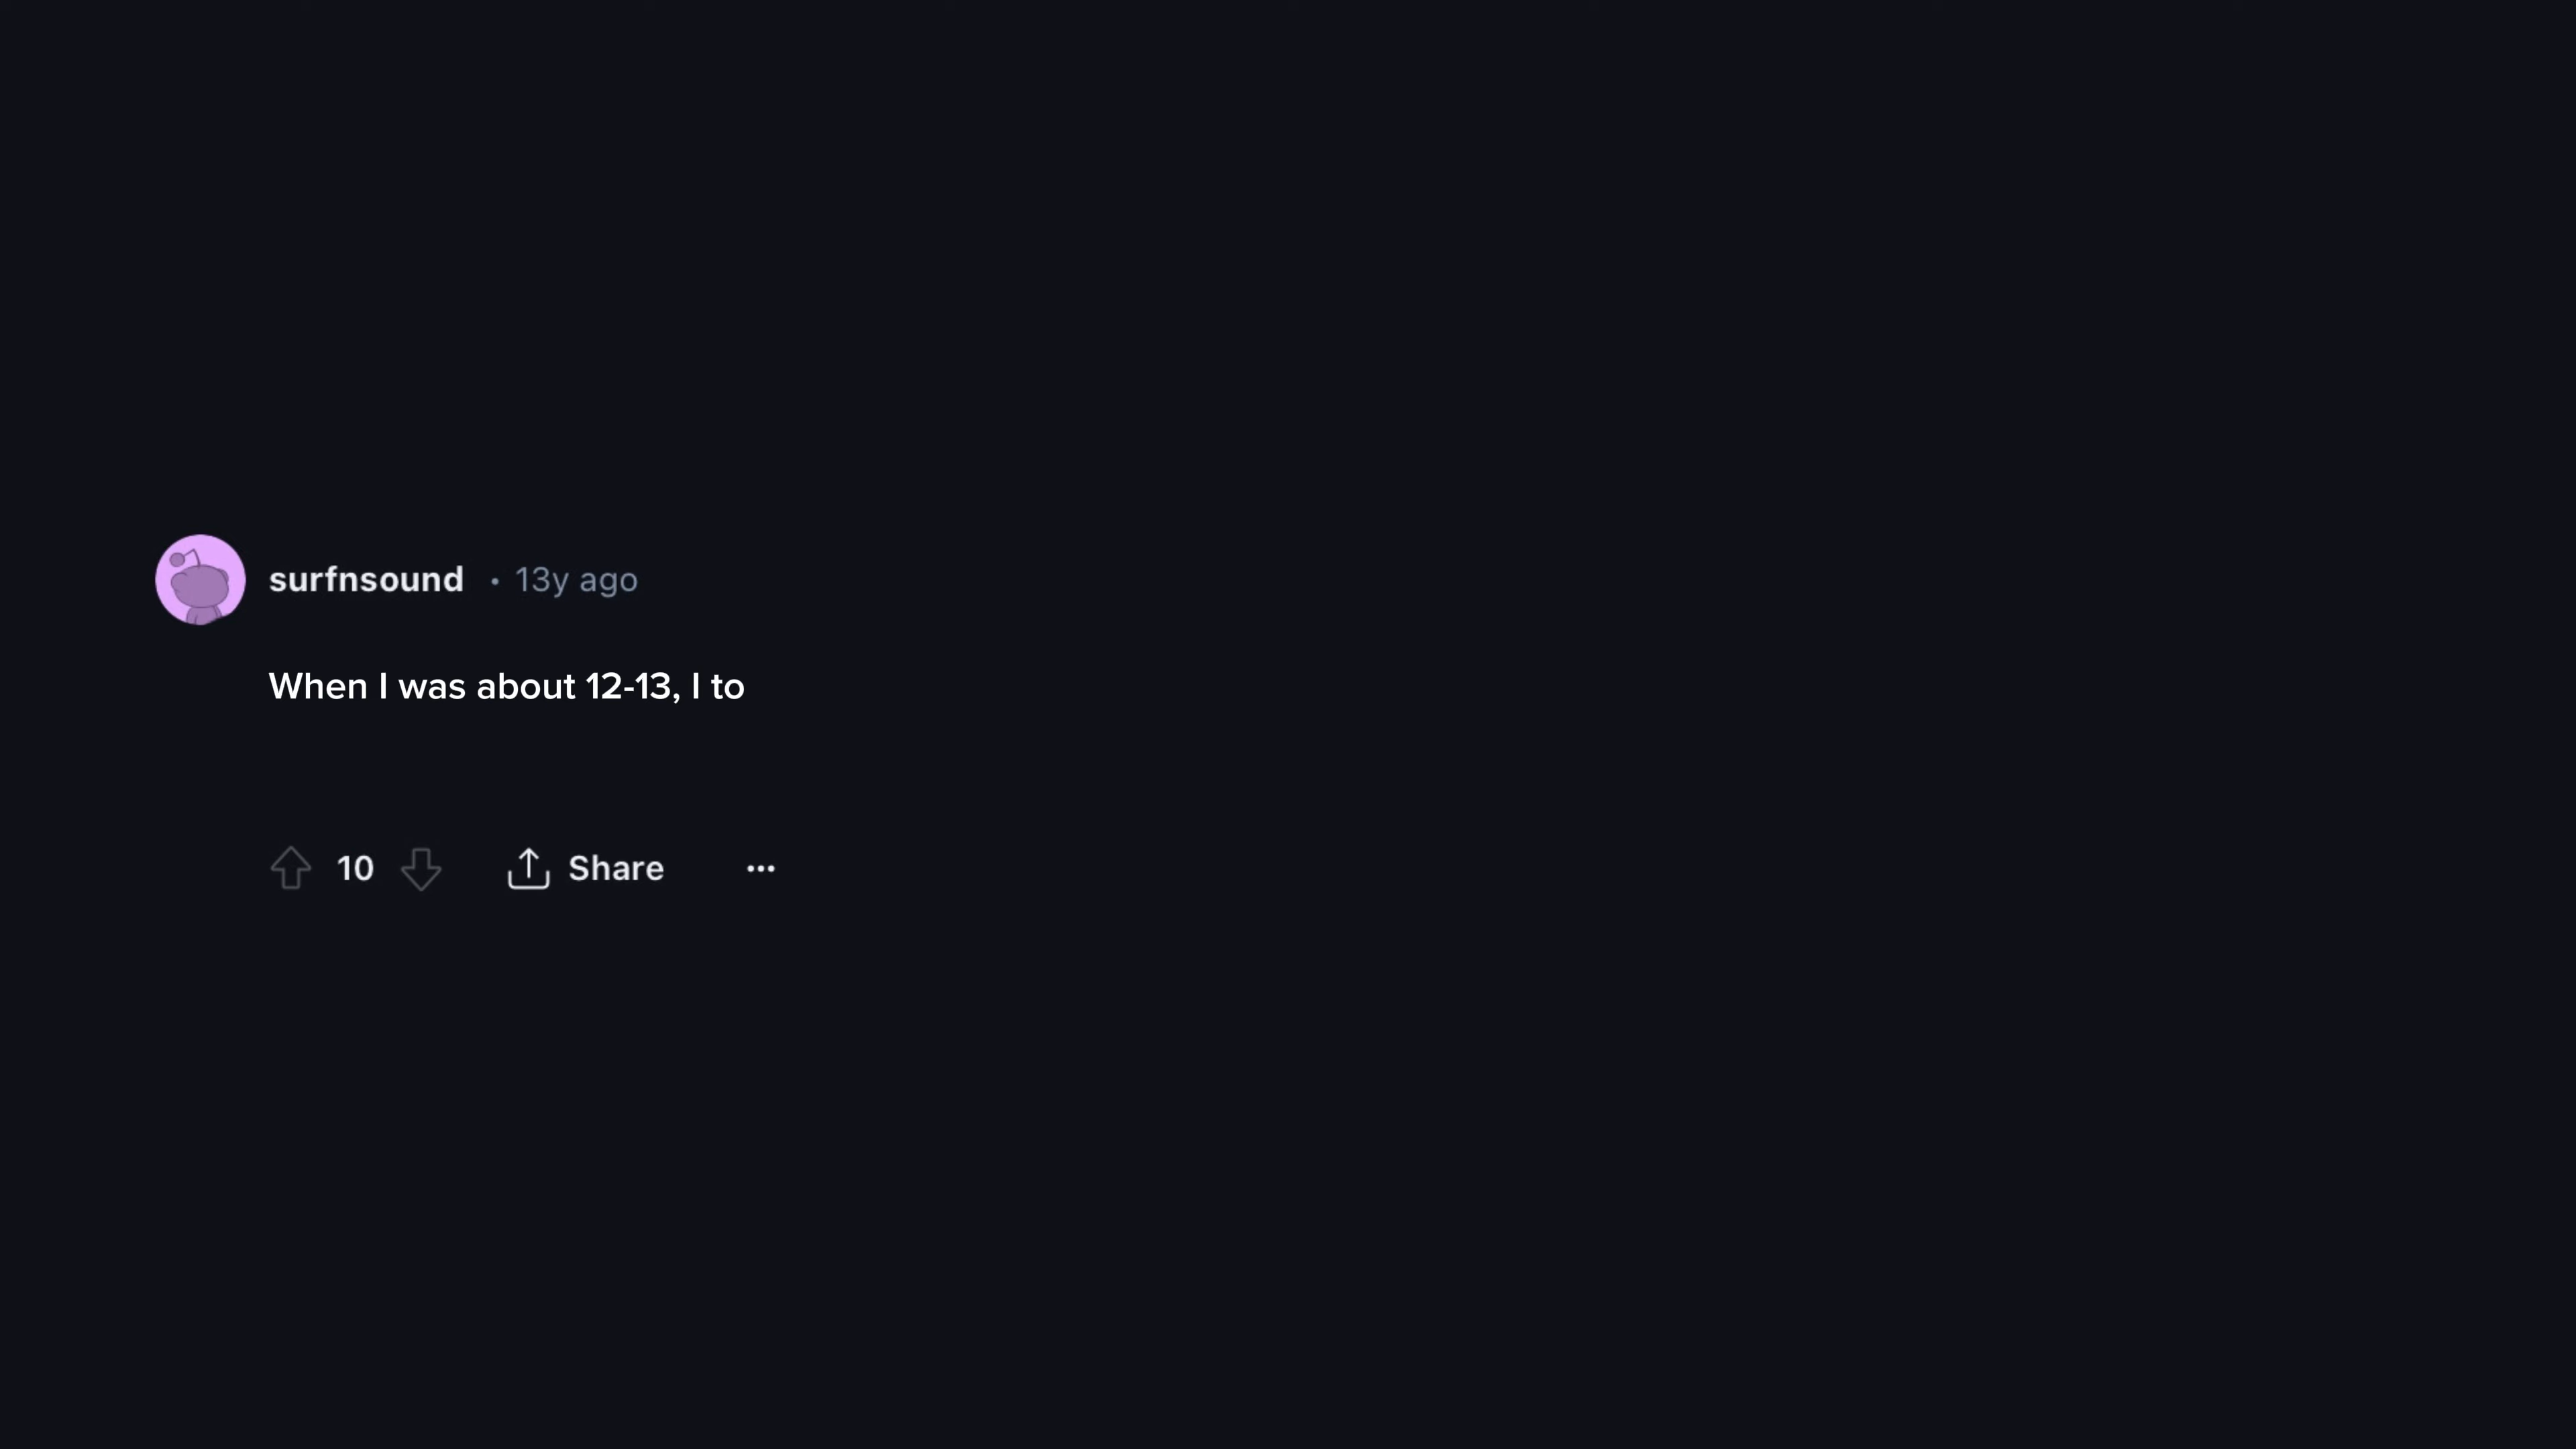 surfnsound • 13y ago
When I was about 12-13, I to
10 Share ...